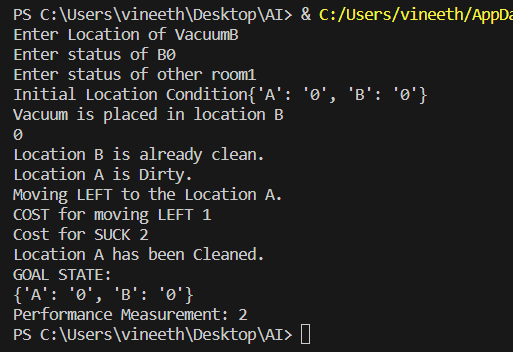 PS C:\Users\vineeth\Desktop\AI> & C:/Users/vineeth/AppDa
Enter Location of VacuumB
Enter status of B0
Enter status of other room1
Initial Location Condition{'A': '0', 'B': '0'}
Vacuum is placed in location B
0
Location B is already clean.
Location A is Dirty.
Moving LEFT to the Location A.
COST for moving LEFT 1
Cost for SUCK 2
Location A has been Cleaned.
GOAL STATE:
{'A': '0', 'B': '0'}
Performance Measurement: 2
PS C:\Users\vineeth\Desktop\AI>